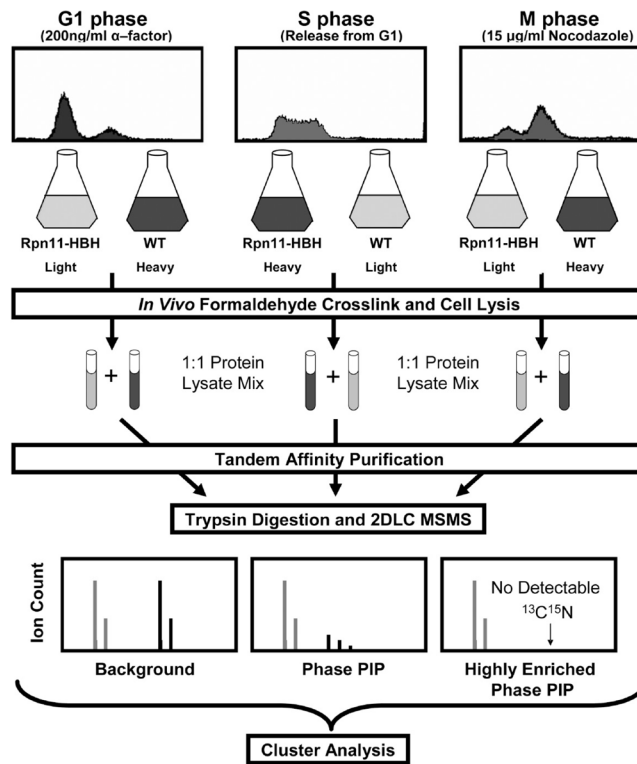 G1 phase
(200ng/ml α–factor)
S phase
(Release from G1)
M phase
(15 µg/ml Nocodazole)
Rpn11-HBH
WT
Rpn11-HBH
WT
Rpn11-HBH
WT
Light
Heavy
Heavy
Light
Light
Heavy
In Vivo Formaldehyde Crosslink and Cell Lysis
+
1:1 Protein
Lysate Mix
+
1:1 Protein
Lysate Mix
+
Tandem Affinity Purification
Trypsin Digestion and 2DLC MSMS
Ion Count
No Detectable
¹³C¹⁵N
Background
Phase PIP
Highly Enriched
Phase PIP
Cluster Analysis